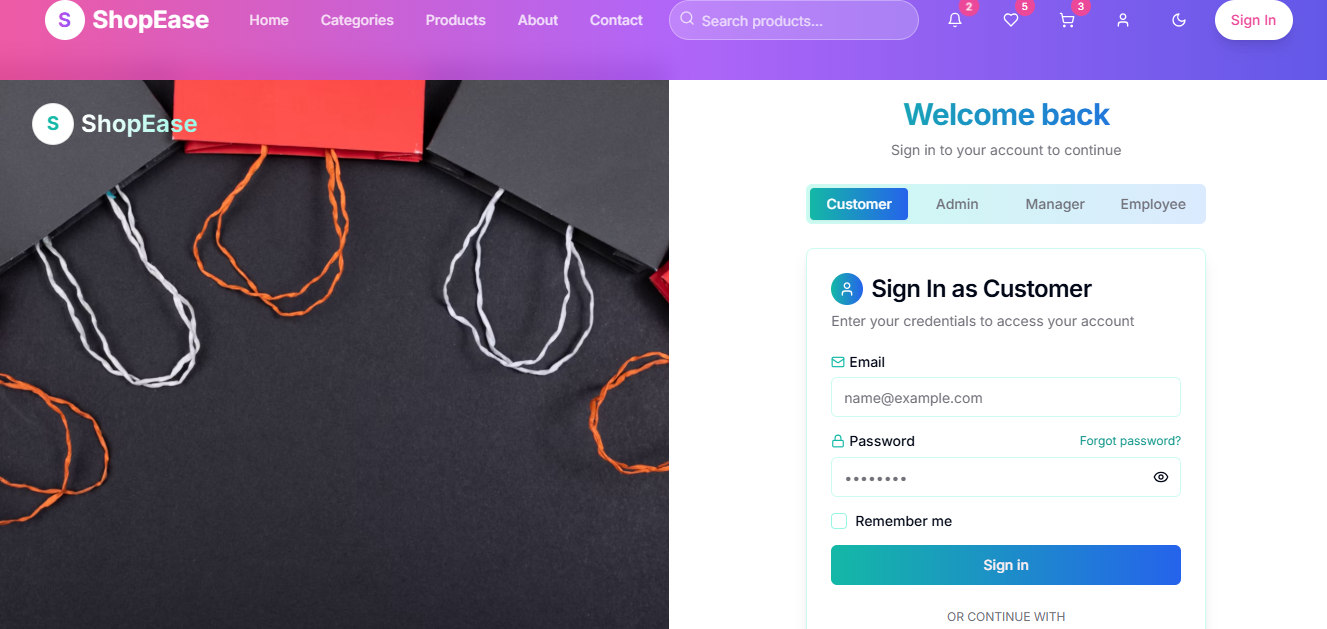 S ShopEase Home Categories Products About Contact Search products... 2 5 3 Sign In
S ShopEase
Welcome back
Sign in to your account to continue
Customer Admin Manager Employee
Sign In as Customer
Enter your credentials to access your account
Email
name@example.com
Password Forgot password?
••••••••
Remember me
Sign in
OR CONTINUE WITH